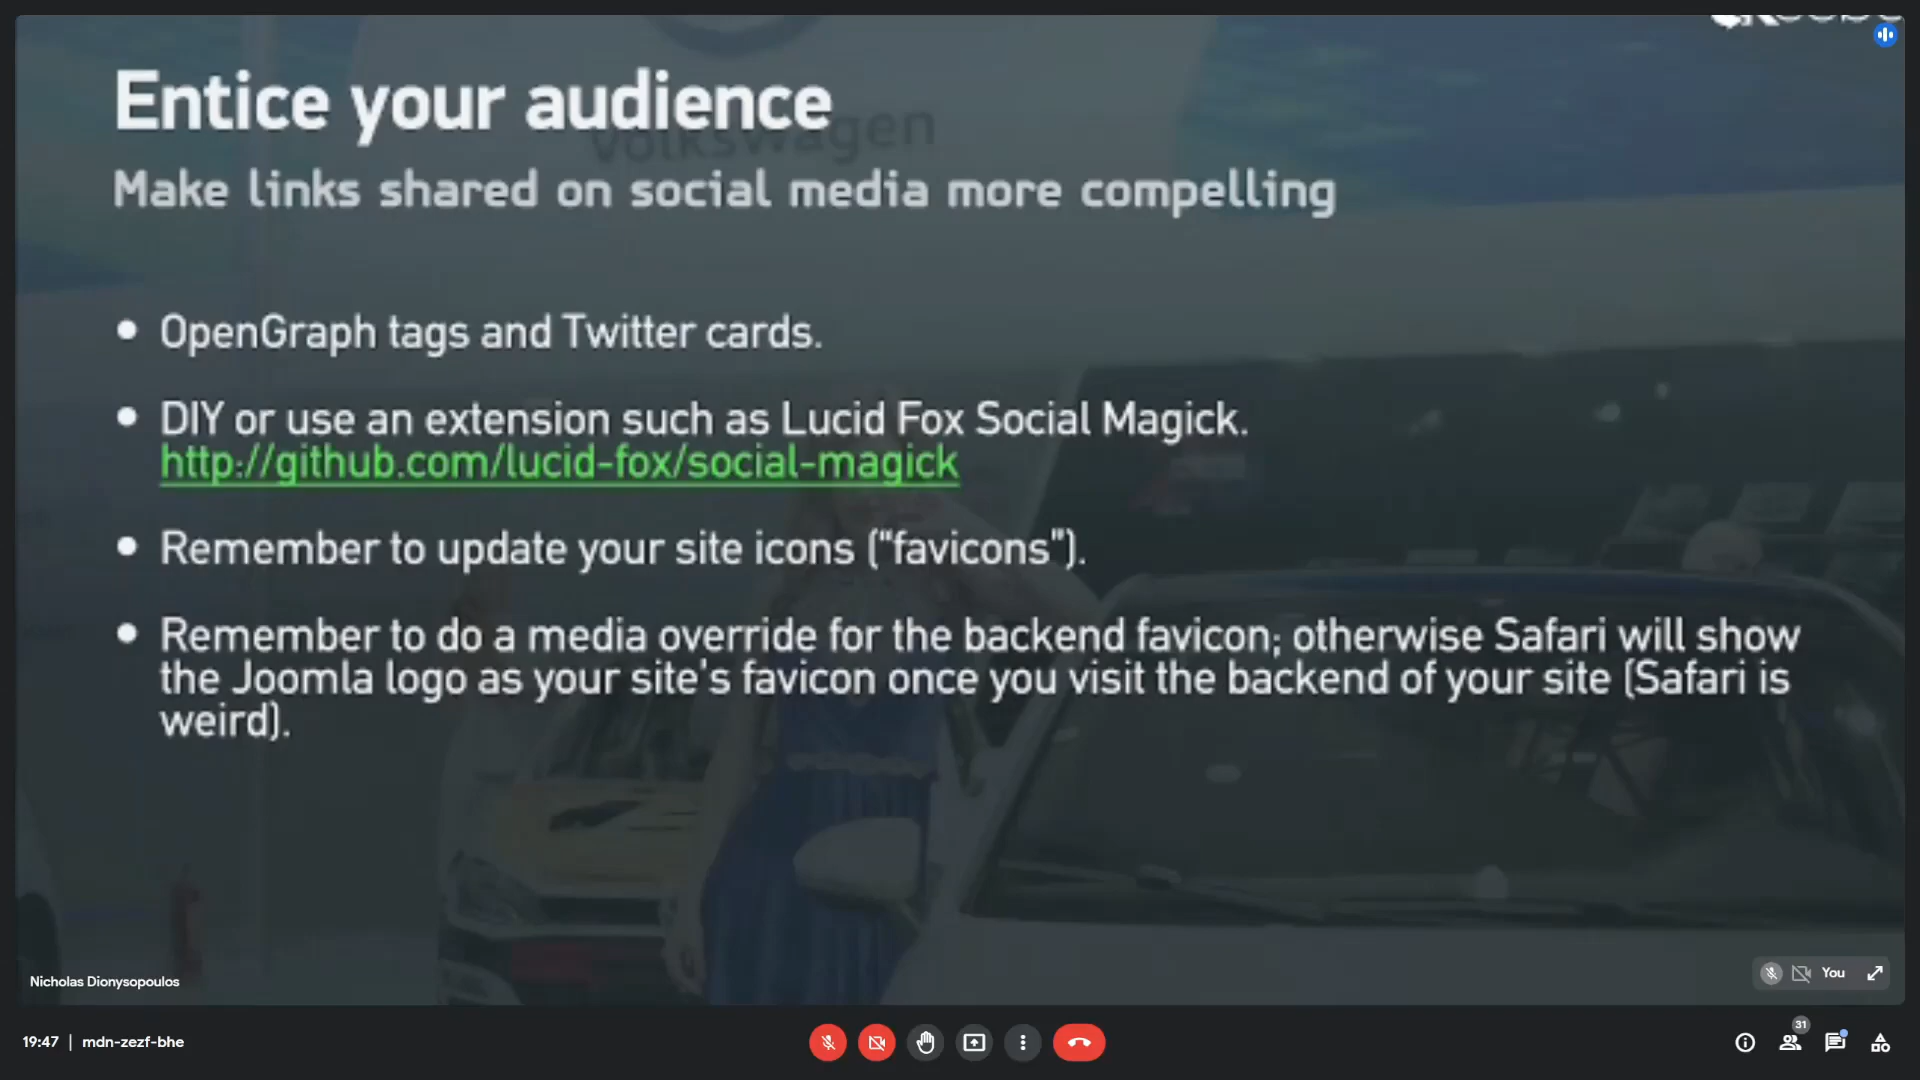 Entice your audience
Volkswagen
Make links shared on social media more compelling
• OpenGraph tags and Twitter cards.
• DIY or use an extension such as Lucid Fox Social Magick.
http://github.com/lucid-fox/social-magick
• Remember to update your site icons (“favicons”).
• Remember to do a media override for the backend favicon; otherwise Safari will show
the Joomla logo as your site's favicon once you visit the backend of your site (Safari is
weird).
Nicholas Dionysopoulos
You
19:47 | mdn-zezf-bhe
31